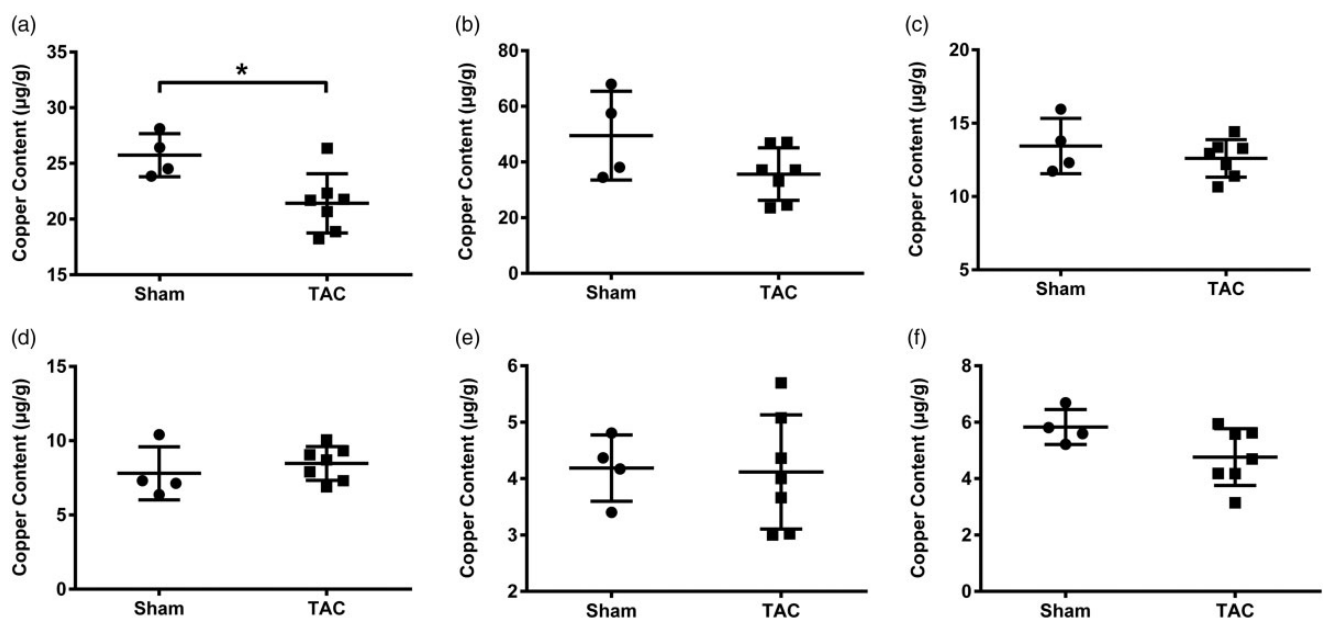 (a)
Copper Content (µg/g)
35
30
25
20
15
*
Sham
TAC
(b)
Copper Content (µg/g)
80
60
40
20
0
Sham
TAC
(c)
Copper Content (µg/g)
20
15
10
5
Sham
TAC
(d)
Copper Content (µg/g)
15
10
5
0
Sham
TAC
(e)
Copper Content (µg/g)
6
5
4
3
2
Sham
TAC
(f)
Copper Content (µg/g)
8
6
4
2
0
Sham
TAC